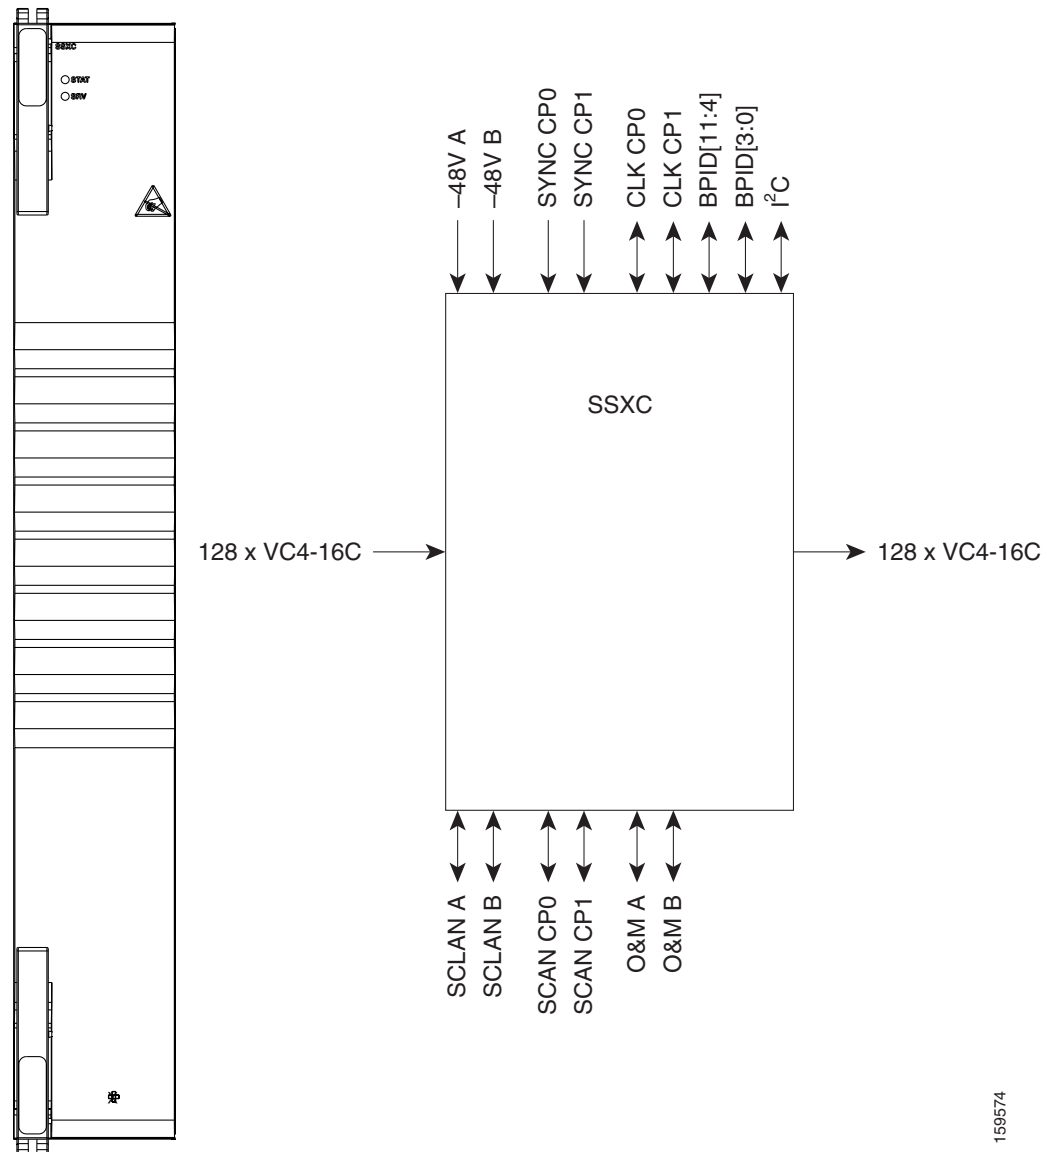 SSXC
STAT
SRV
–48V A
–48V B
SYNC CP0
SYNC CP1
CLK CP0
CLK CP1
BPID[11:4]
BPID[3:0]
I²C
SSXC
128 x VC4-16C
128 x VC4-16C
SCLAN A
SCLAN B
SCAN CP0
SCAN CP1
O&M A
O&M B
159574